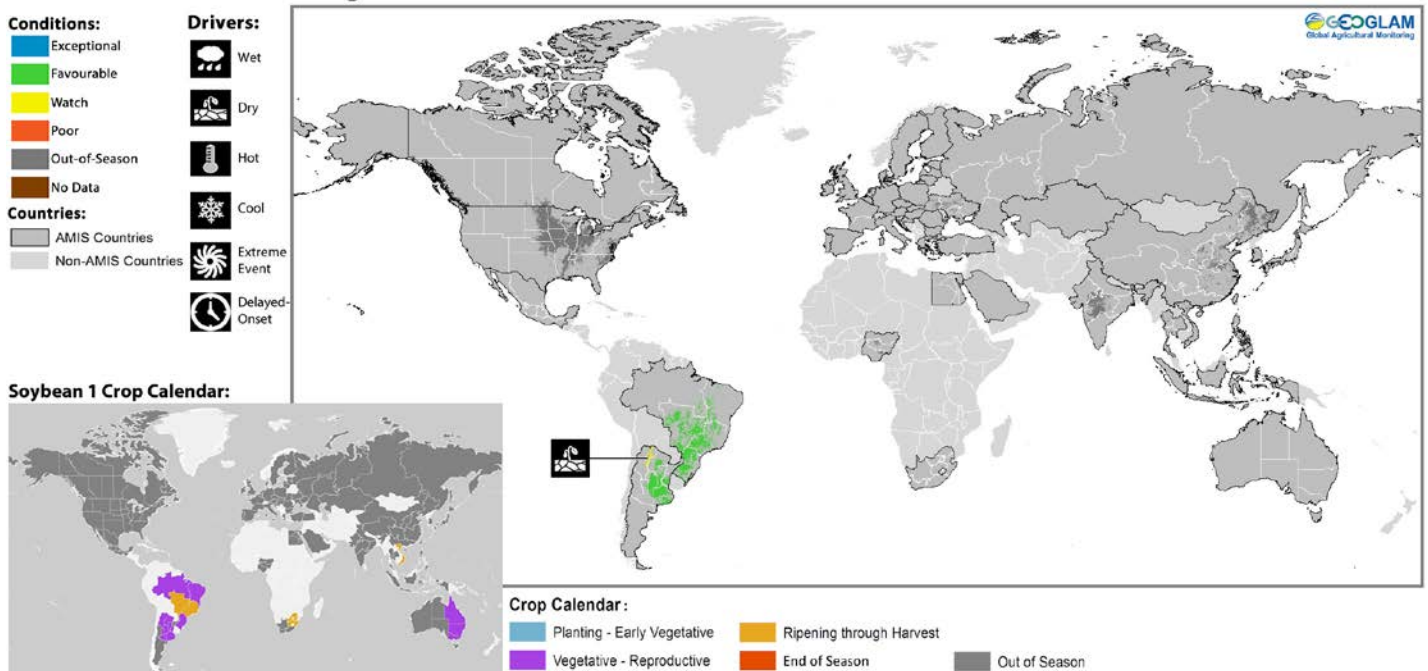 Conditions:
Exceptional
Favourable
Watch
Poor
Out-of-Season
No Data
Countries:
AMIS Countries
Non-AMIS Countries
Drivers:
Wet
Dry
Hot
Cool
Extreme
Event
Delayed-
Onset
GEOGLAM
Global Agricultural Monitoring
Soybean 1 Crop Calendar:
Crop Calendar :
Planting - Early Vegetative
Ripening through Harvest
Vegetative - Reproductive
End of Season
Out of Season